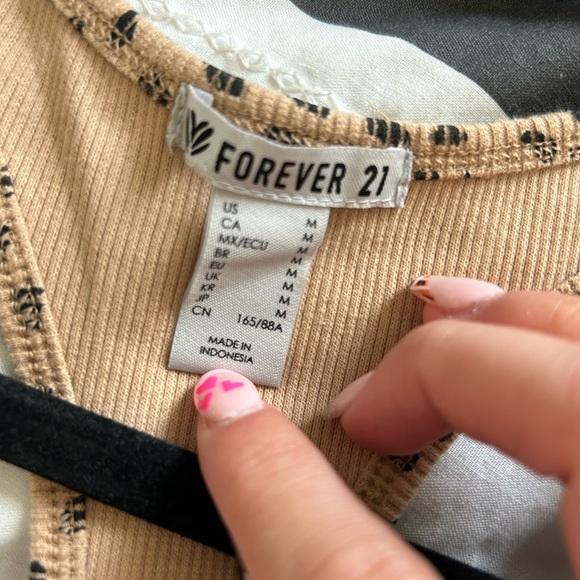 FOREVER 21
US M
CA M
MX/ECU M
BR M
EU M
UK M
KR M
JP M
CN 165/88A
MADE IN
INDONESIA